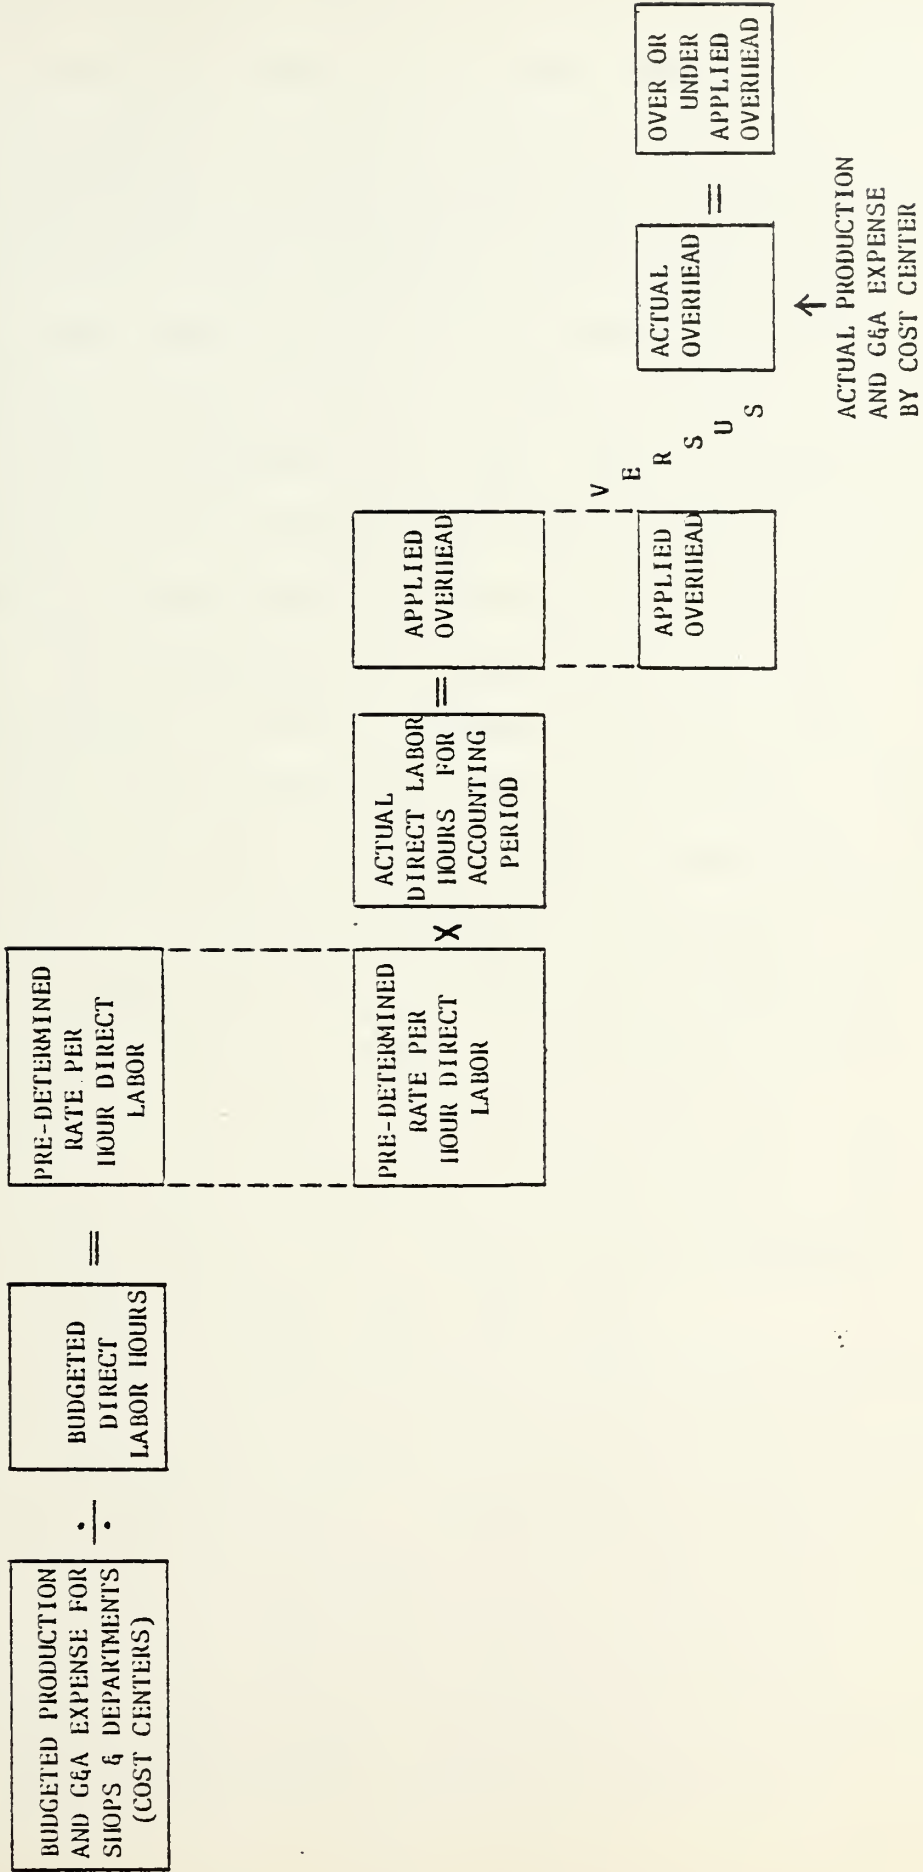 BUDGETED PRODUCTION
AND G&A EXPENSE FOR
SHOPS & DEPARTMENTS
(COST CENTERS)
÷
BUDGETED
DIRECT
LABOR HOURS
=
PRE-DETERMINED
RATE PER
HOUR DIRECT
LABOR
PRE-DETERMINED
RATE PER
HOUR DIRECT
LABOR
X
ACTUAL
DIRECT LABOR
HOURS FOR
ACCOUNTING
PERIOD
=
APPLIED
OVERHEAD
APPLIED
OVERHEAD
VERSUS
ACTUAL
OVERHEAD
=
OVER OR
UNDER
APPLIED
OVERHEAD
↑
ACTUAL PRODUCTION
AND G&A EXPENSE
BY COST CENTER